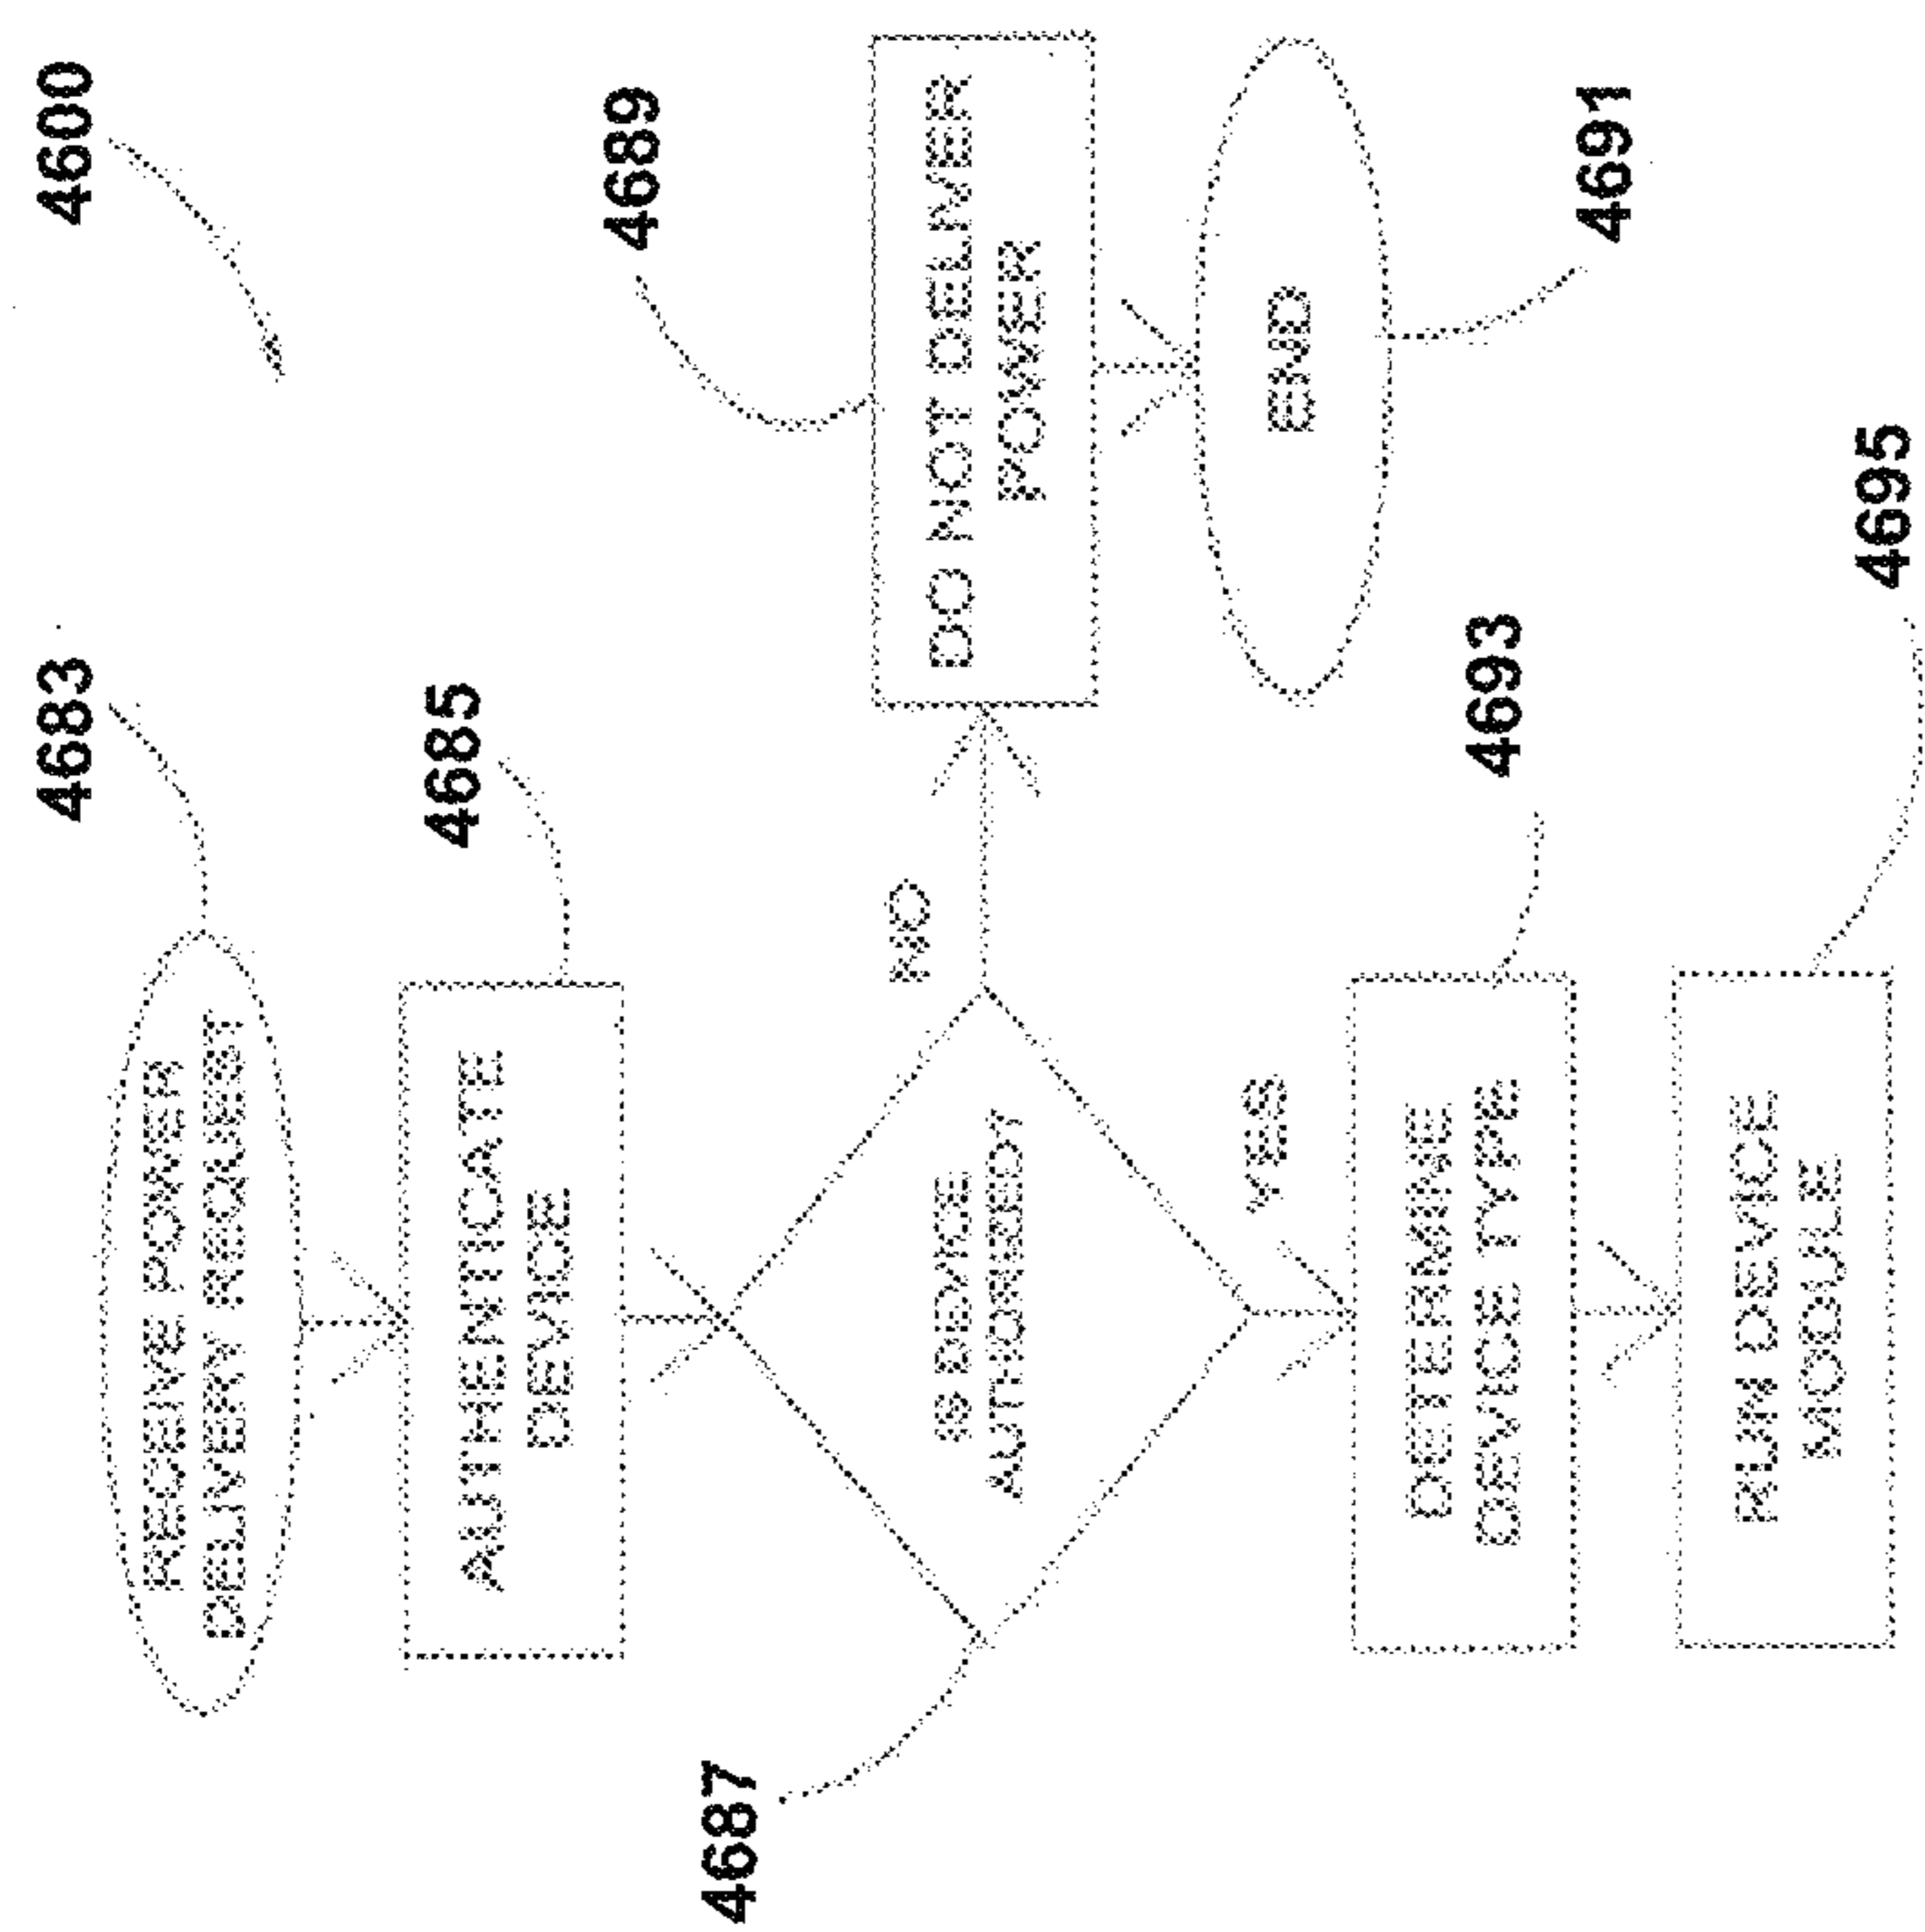 4600
4683
RECEIVE POWER
DELIVERY REQUEST
4685
AUTHENTICATE
DEVICE
4687
IS DEVICE
AUTHORIZED?
NO
4689
DO NOT DELIVER
POWER
END
4691
YES
4693
DETERMINE
DEVICE TYPE
4695
RUN DEVICE
MODULE